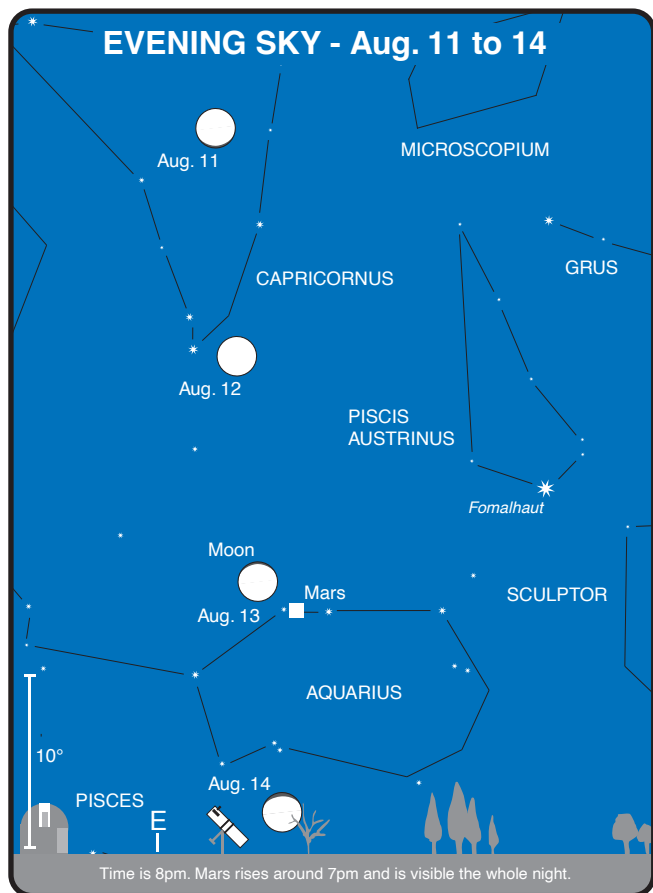 EVENING SKY - Aug. 11 to 14
Aug. 11
MICROSCOPIUM
GRUS
CAPRICORNUS
Aug. 12
PISCIS
AUSTRINUS
Fomalhaut
Moon
Mars
Aug. 13
SCULPTOR
AQUARIUS
10°
Aug. 14
PISCES
E
Time is 8pm. Mars rises around 7pm and is visible the whole night.